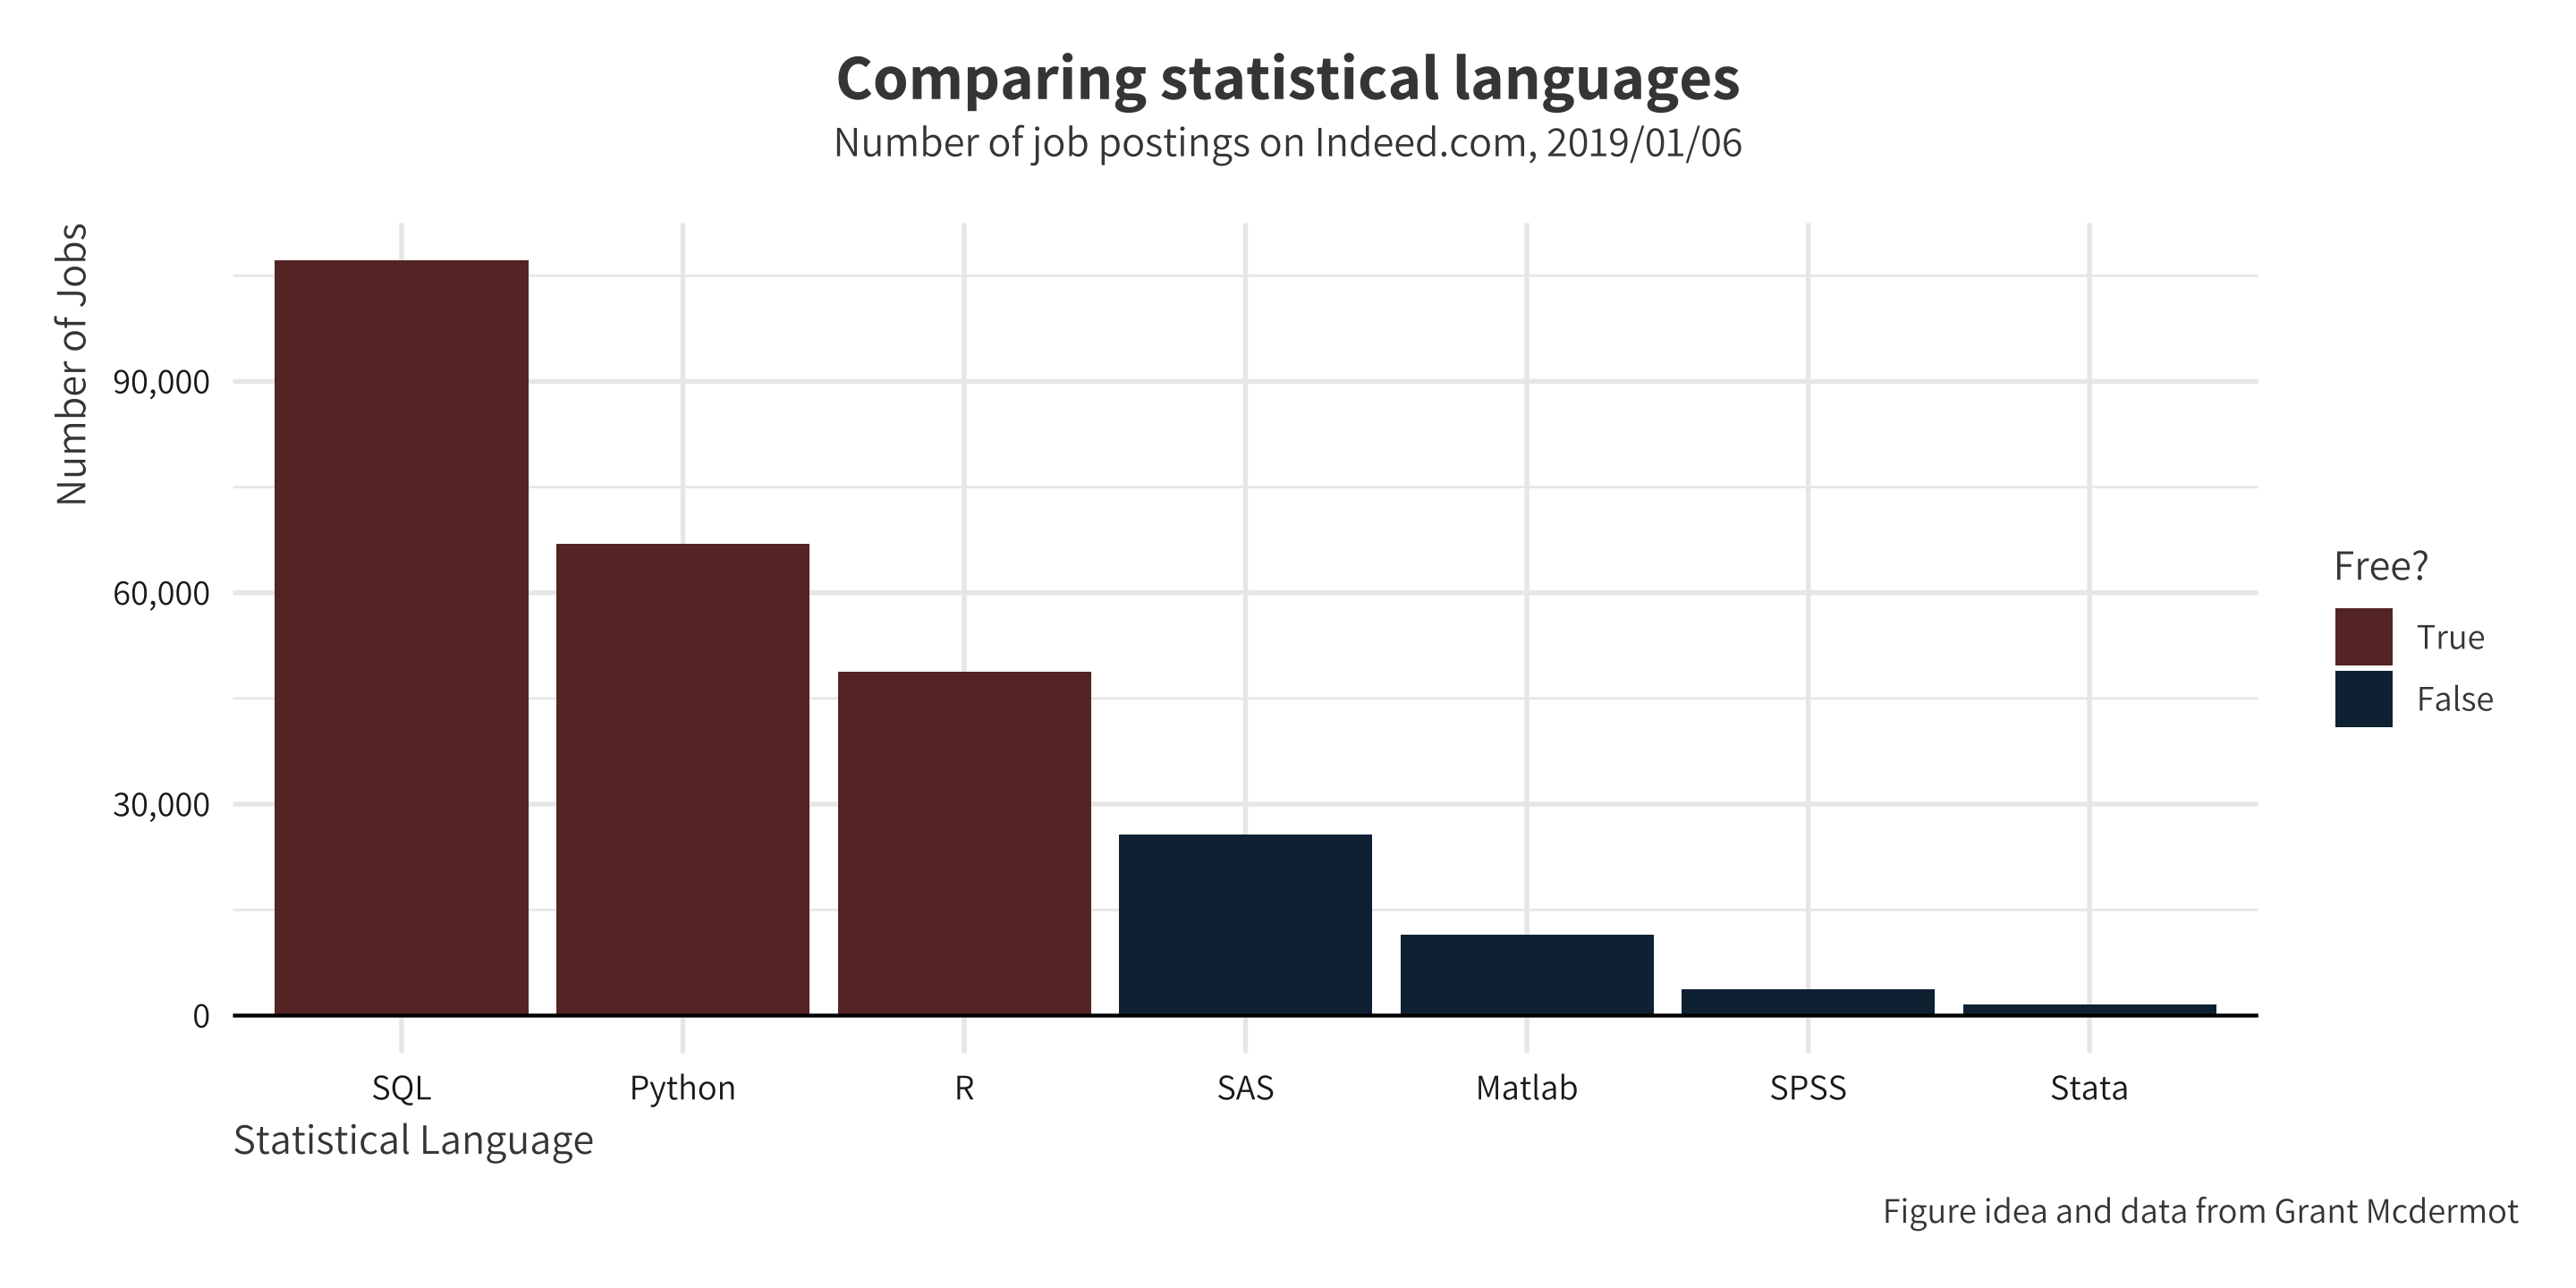 Comparing statistical languages
Number of job postings on Indeed.com, 2019/01/06
Number of Jobs
90,000
60,000
30,000
0
SQL Python R SAS Matlab SPSS Stata
Statistical Language
Free?
True
False
Figure idea and data from Grant Mcdermot